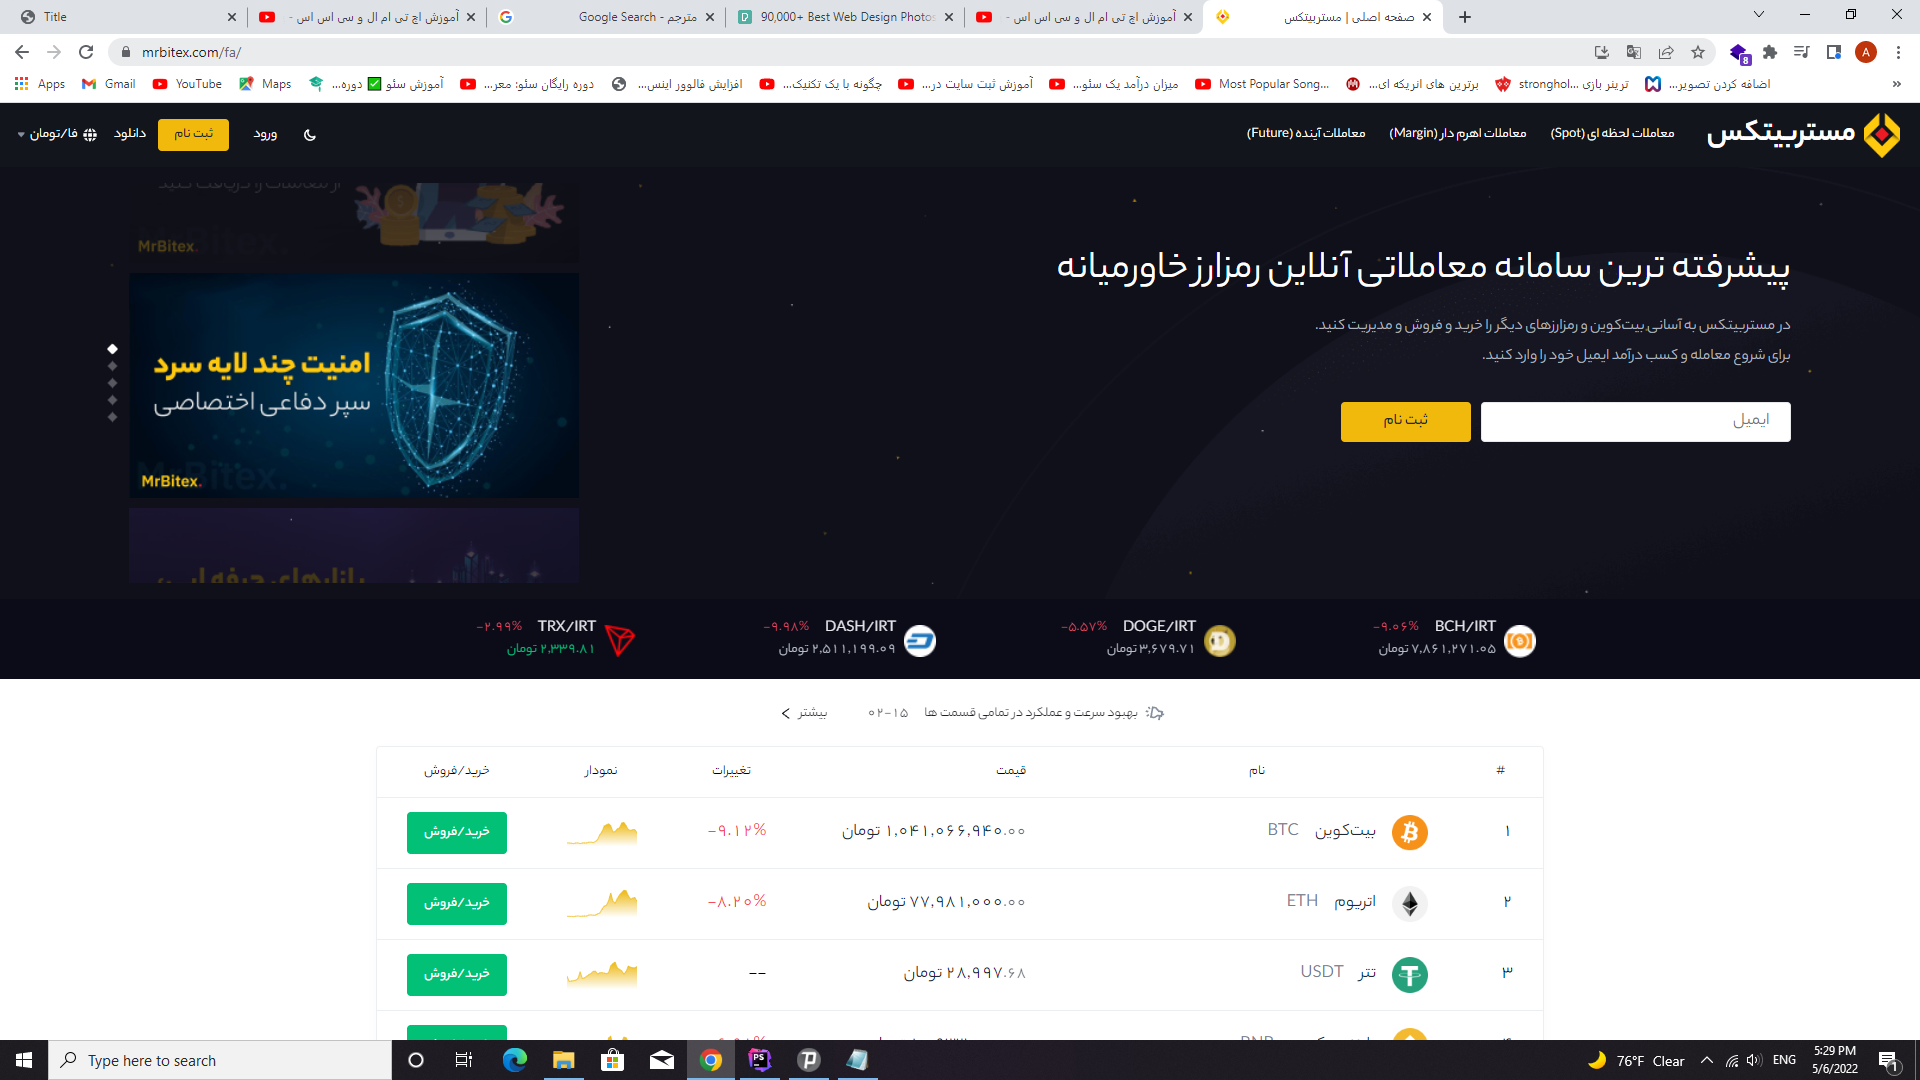 Title
آموزش اچ تی ام ال و سی اس اس -
مترجم - Google Search
90,000+ Best Web Design Photos
آموزش اچ تی ام ال و سی اس اس -
صفحه اصلی | مستربیتکس
mrbitex.com/fa/
8
A
Apps
Gmail
YouTube
Maps
آموزش سئو ✅ دوره...
دوره رایگان سئو: معر...
افزایش فالوور اینس...
چگونه با یک تکنیک...
آموزش ثبت سایت در...
میزان درآمد یک سئو...
Most Popular Song...
برترین های انریکه ای...
ترینر بازی stronghol...
اضافه کردن تصویر...
مستربیتکس
معاملات لحظه ای (Spot)
معاملات اهرم دار (Margin)
معاملات آینده (Future)
ورود
ثبت نام
دانلود
فا/تومان
از معاملات را دریافت کنید
MrBitex.
پیشرفته ترین سامانه معاملاتی آنلاین رمزارز خاورمیانه
در مستربیتکس به آسانی بیت‌کوین و رمزارزهای دیگر را خرید و فروش و مدیریت کنید.
برای شروع معامله و کسب درآمد ایمیل خود را وارد کنید.
ایمیل
ثبت نام
امنیت چند لایه سرد
سپر دفاعی اختصاصی
MrBitex.
BCH/IRT -۹.۰۶%
۷,۸۶۱,۲۷۱.۰۵ تومان
DOGE/IRT -۵.۵۷%
۳,۶۷۹.۷۱ تومان
DASH/IRT -۹.۹۸%
۲,۵۱۱,۱۹۹.۰۹ تومان
TRX/IRT -۲.۹۹%
۲,۳۳۹.۸۱ تومان
بهبود سرعت و عملکرد در تمامی قسمت ها ۰۲-۱۵ بیشتر
# نام قیمت تغییرات نمودار خرید/فروش
۱ بیت‌کوین BTC ۱,۰۴۱,۰۶۶,۹۴۰.۰۰ تومان -۹.۱۲% خرید/فروش
۲ اتریوم ETH ۷۷,۹۸۱,۰۰۰.۰۰ تومان -۸.۲۰% خرید/فروش
۳ تتر USDT ۲۸,۹۹۷.۶۸ تومان -- خرید/فروش
Type here to search
PS
76°F Clear
ENG
5:29 PM
5/6/2022
1